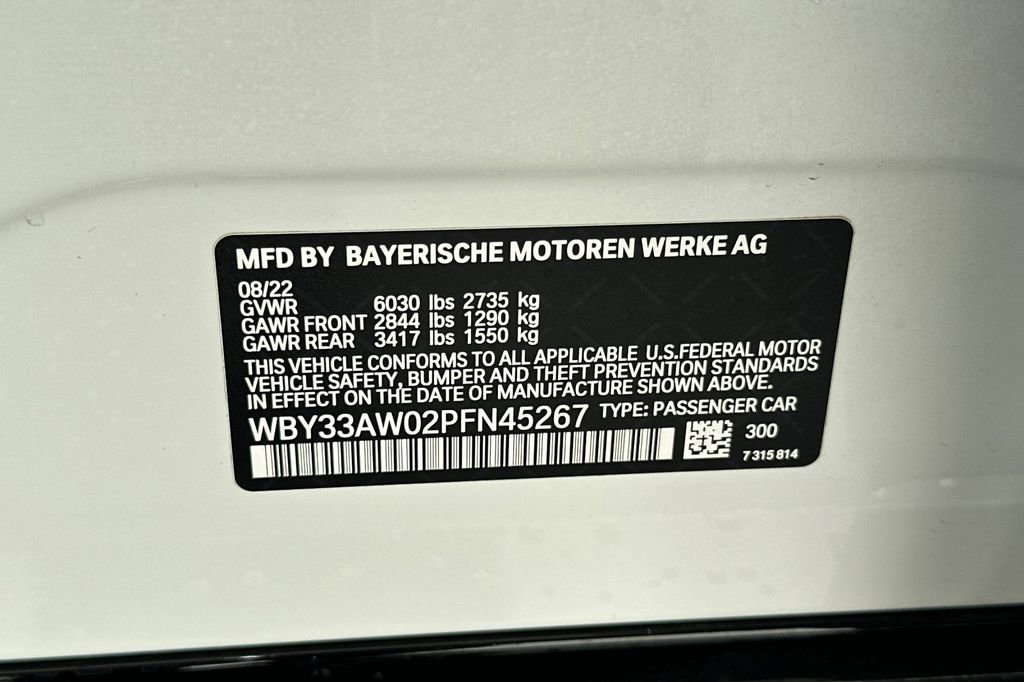 MFD BY BAYERISCHE MOTOREN WERKE AG
08/22
GVWR 6030 lbs 2735 kg
GAWR FRONT 2844 lbs 1290 kg
GAWR REAR 3417 lbs 1550 kg
THIS VEHICLE CONFORMS TO ALL APPLICABLE U.S.FEDERAL MOTOR
VEHICLE SAFETY, BUMPER AND THEFT PREVENTION STANDARDS
IN EFFECT ON THE DATE OF MANUFACTURE SHOWN ABOVE.
WBY33AW02PFN45267 TYPE: PASSENGER CAR
300
7 315 814